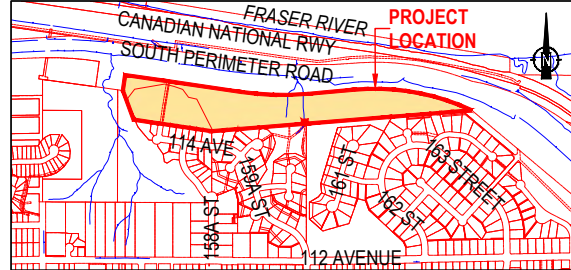 FRASER RIVER
PROJECT
LOCATION
CANADIAN NATIONAL RWY
SOUTH PERIMETER ROAD
114 AVE
158A ST.
159A ST.
161 ST
162 ST
163 STREET
112 AVENUE